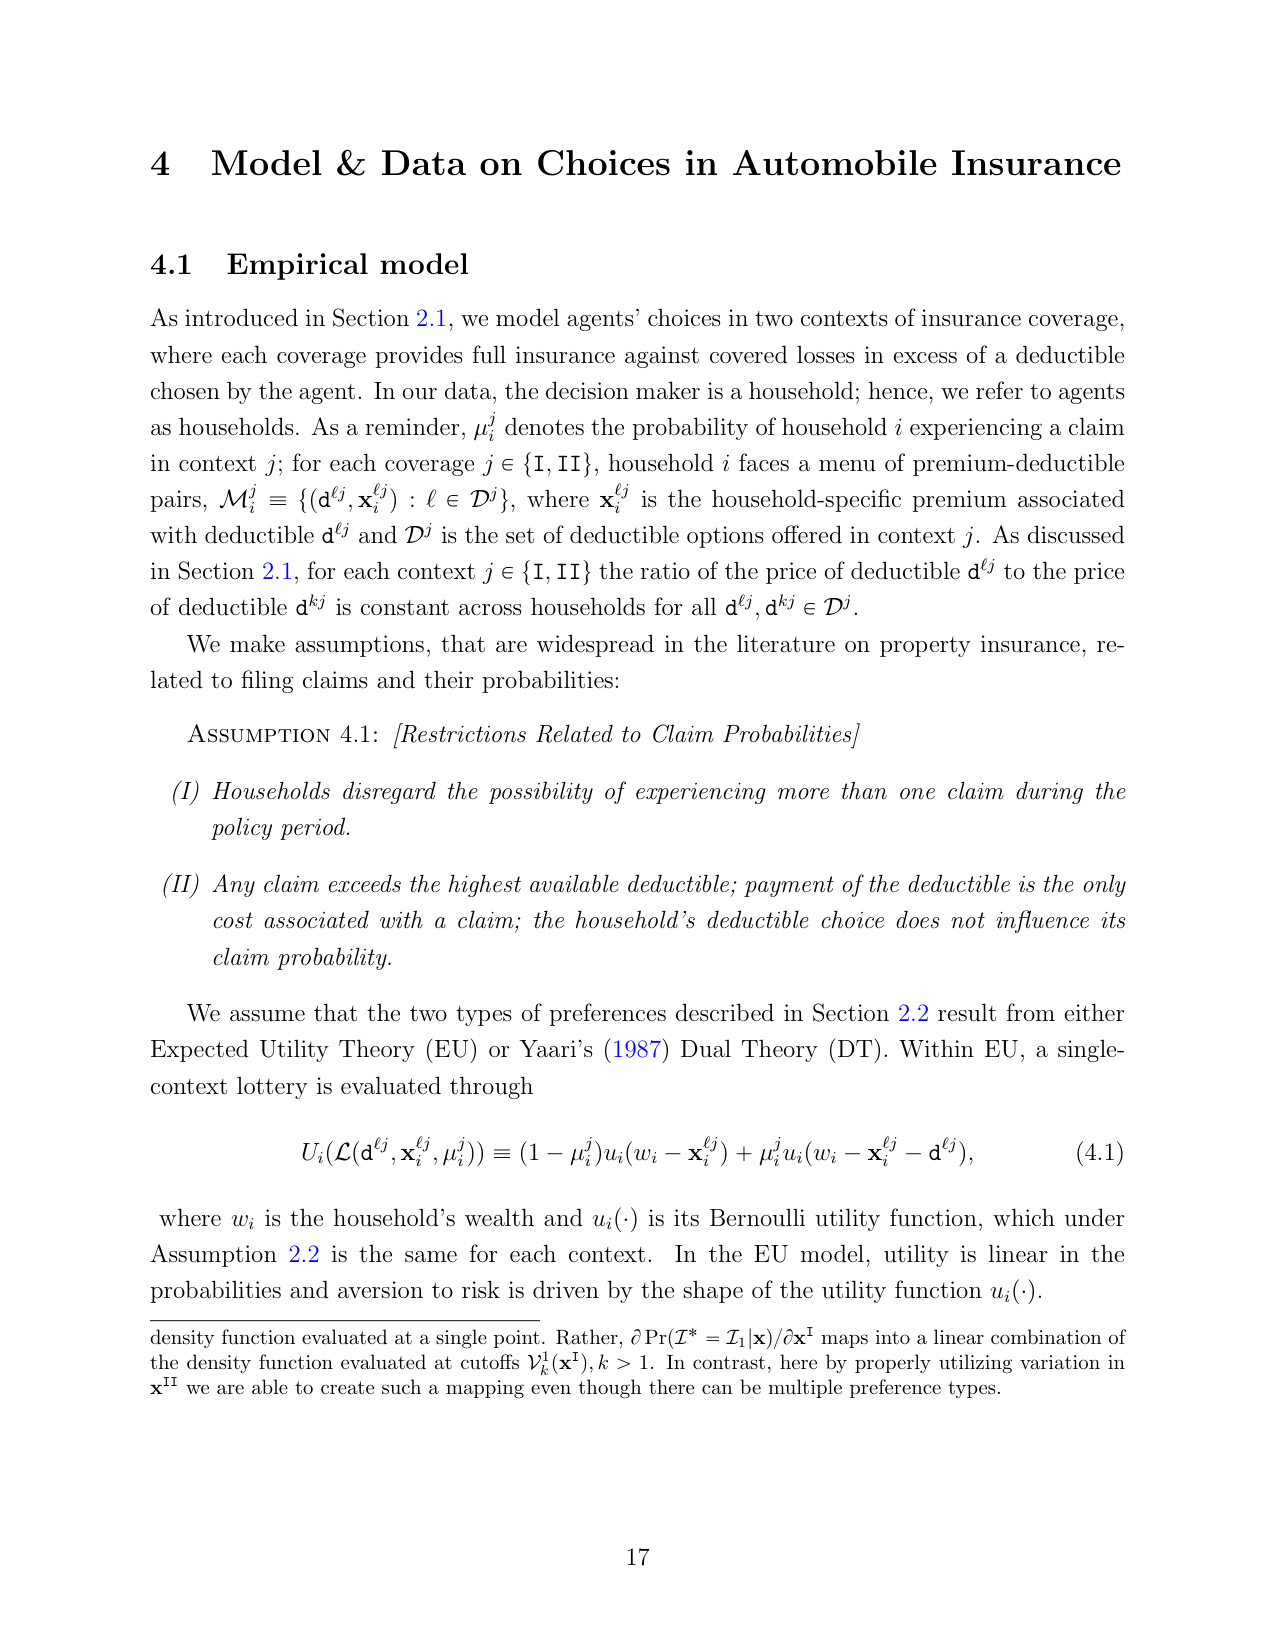 4 Model & Data on Choices in Automobile Insurance
4.1 Empirical model
As introduced in Section 2.1, we model agents' choices in two contexts of insurance coverage,
where each coverage provides full insurance against covered losses in excess of a deductible
chosen by the agent. In our data, the decision maker is a household; hence, we refer to agents
as households. As a reminder, $\mu_i^j$ denotes the probability of household $i$ experiencing a claim
in context $j$; for each coverage $j \in \{\mathtt{I}, \mathtt{II}\}$, household $i$ faces a menu of premium-deductible
pairs, $\mathcal{M}_i^j \equiv \{(\mathtt{d}^{\ell j}, \mathbf{x}_i^{\ell j}) : \ell \in \mathcal{D}^j\}$, where $\mathbf{x}_i^{\ell j}$ is the household-specific premium associated
with deductible $\mathtt{d}^{\ell j}$ and $\mathcal{D}^j$ is the set of deductible options offered in context $j$. As discussed
in Section 2.1, for each context $j \in \{\mathtt{I}, \mathtt{II}\}$ the ratio of the price of deductible $\mathtt{d}^{\ell j}$ to the price
of deductible $\mathtt{d}^{kj}$ is constant across households for all $\mathtt{d}^{\ell j}, \mathtt{d}^{kj} \in \mathcal{D}^j$.
We make assumptions, that are widespread in the literature on property insurance, re-
lated to filing claims and their probabilities:
Assumption 4.1: [Restrictions Related to Claim Probabilities]
(I) Households disregard the possibility of experiencing more than one claim during the
policy period.
(II) Any claim exceeds the highest available deductible; payment of the deductible is the only
cost associated with a claim; the household's deductible choice does not influence its
claim probability.
We assume that the two types of preferences described in Section 2.2 result from either
Expected Utility Theory (EU) or Yaari's (1987) Dual Theory (DT). Within EU, a single-
context lottery is evaluated through
$U_i(\mathcal{L}(\mathtt{d}^{\ell j}, \mathbf{x}_i^{\ell j}, \mu_i^j)) \equiv (1 - \mu_i^j)u_i(w_i - \mathbf{x}_i^{\ell j}) + \mu_i^j u_i(w_i - \mathbf{x}_i^{\ell j} - \mathtt{d}^{\ell j}),$ (4.1)
where $w_i$ is the household's wealth and $u_i(\cdot)$ is its Bernoulli utility function, which under
Assumption 2.2 is the same for each context. In the EU model, utility is linear in the
probabilities and aversion to risk is driven by the shape of the utility function $u_i(\cdot)$.
density function evaluated at a single point. Rather, $\partial \Pr(\mathcal{I}^* = \mathcal{I}_1|\mathbf{x})/\partial \mathbf{x}^{\mathtt{I}}$ maps into a linear combination of
the density function evaluated at cutoffs $\mathcal{V}_k^1(\mathbf{x}^{\mathtt{I}}), k > 1$. In contrast, here by properly utilizing variation in
$\mathbf{x}^{\mathtt{II}}$ we are able to create such a mapping even though there can be multiple preference types.
17